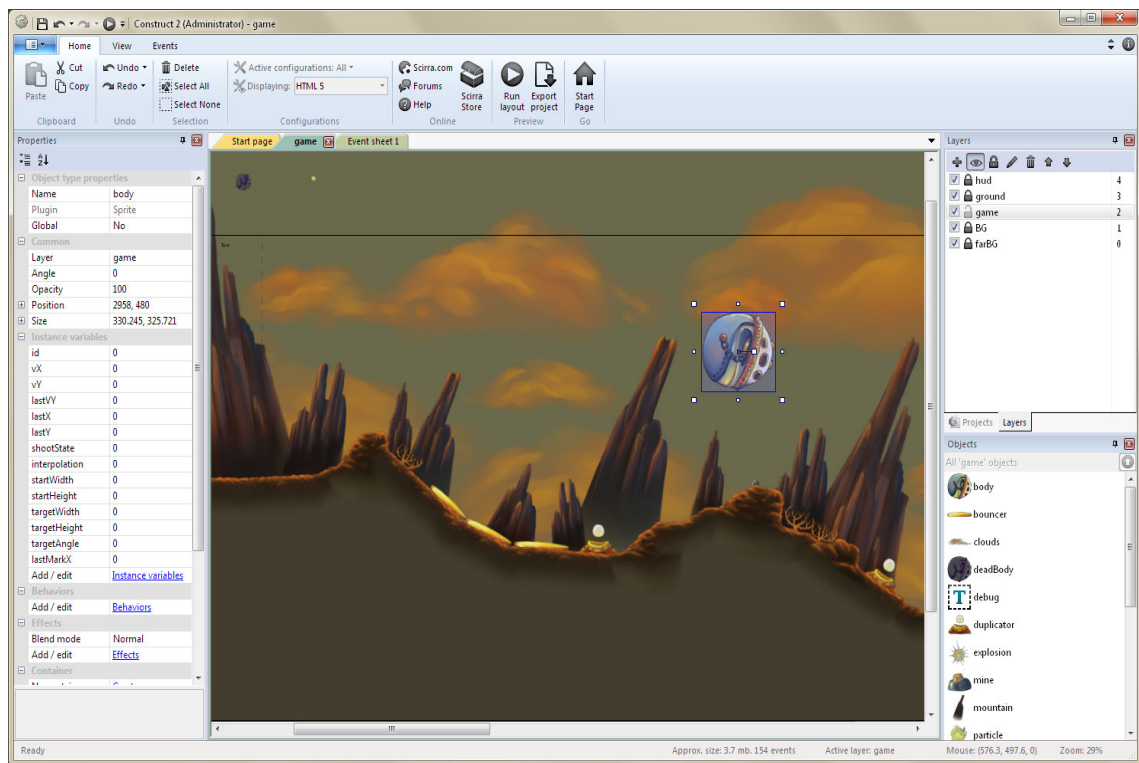 Construct 2 (Administrator) - game
Home View Events
Paste Cut Copy Clipboard
Undo Redo Undo
Delete Select All Select None Selection
Active configurations: All
Displaying: HTML 5
Configurations
Scirra.com Forums Help Scirra Store Online
Run layout Export project Preview
Start Page Go
Properties
Start page game Event sheet 1
Object type properties
Name body
Plugin Sprite
Global No
Common
Layer game
Angle 0
Opacity 100
Position 2958, 480
Size 330.245, 325.721
Instance variables
id 0
vX 0
vY 0
lastVY 0
lastX 0
lastY 0
shootState 0
interpolation 0
startWidth 0
startHeight 0
targetWidth 0
targetHeight 0
targetAngle 0
lastMarkX 0
Add / edit Instance variables
Behaviors
Add / edit Behaviors
Effects
Blend mode Normal
Add / edit Effects
Container
Text
Layers
hud 4
ground 3
game 2
BG 1
farBG 0
Projects Layers
Objects
All 'game' objects
body
bouncer
clouds
deadBody
T debug
duplicator
explosion
mine
mountain
particle
Ready
Approx. size: 3.7 mb. 154 events Active layer: game Mouse: (576.3, 497.6, 0) Zoom: 29%